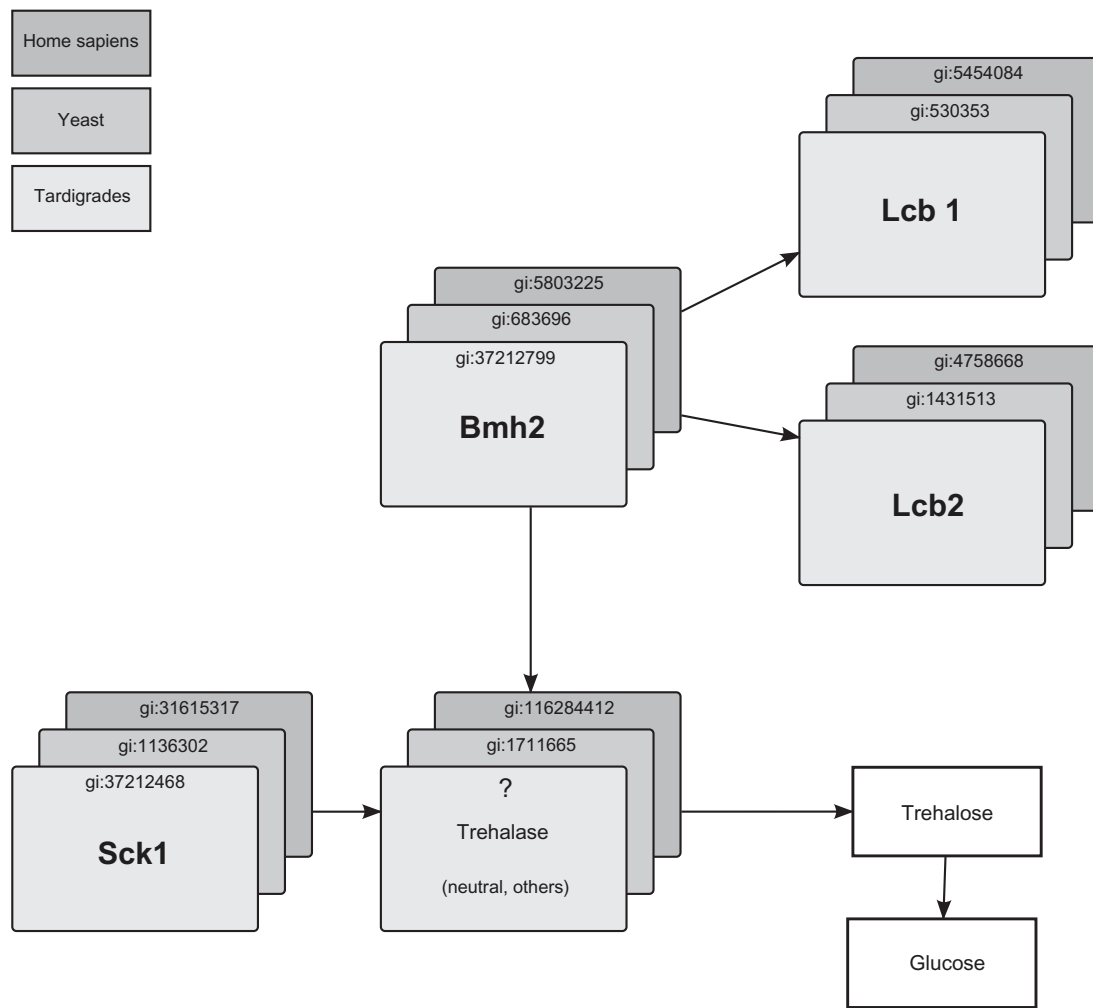 Home sapiens
Yeast
Tardigrades
gi:5454084
gi:530353
Lcb 1
gi:5803225
gi:683696
gi:37212799
Bmh2
gi:4758668
gi:1431513
Lcb2
gi:31615317
gi:1136302
gi:37212468
Sck1
gi:116284412
gi:1711665
?
Trehalase
(neutral, others)
Trehalose
Glucose